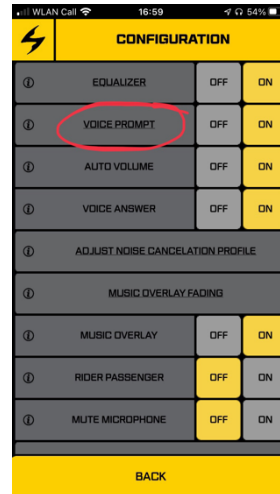 WLAN Call 16:59 54%
CONFIGURATION
EQUALIZER OFF ON
VOICE PROMPT OFF ON
AUTO VOLUME OFF ON
VOICE ANSWER OFF ON
ADJUST NOISE CANCELATION PROFILE
MUSIC OVERLAY FADING
MUSIC OVERLAY OFF ON
RIDER PASSENGER OFF ON
MUTE MICROPHONE OFF ON
BACK